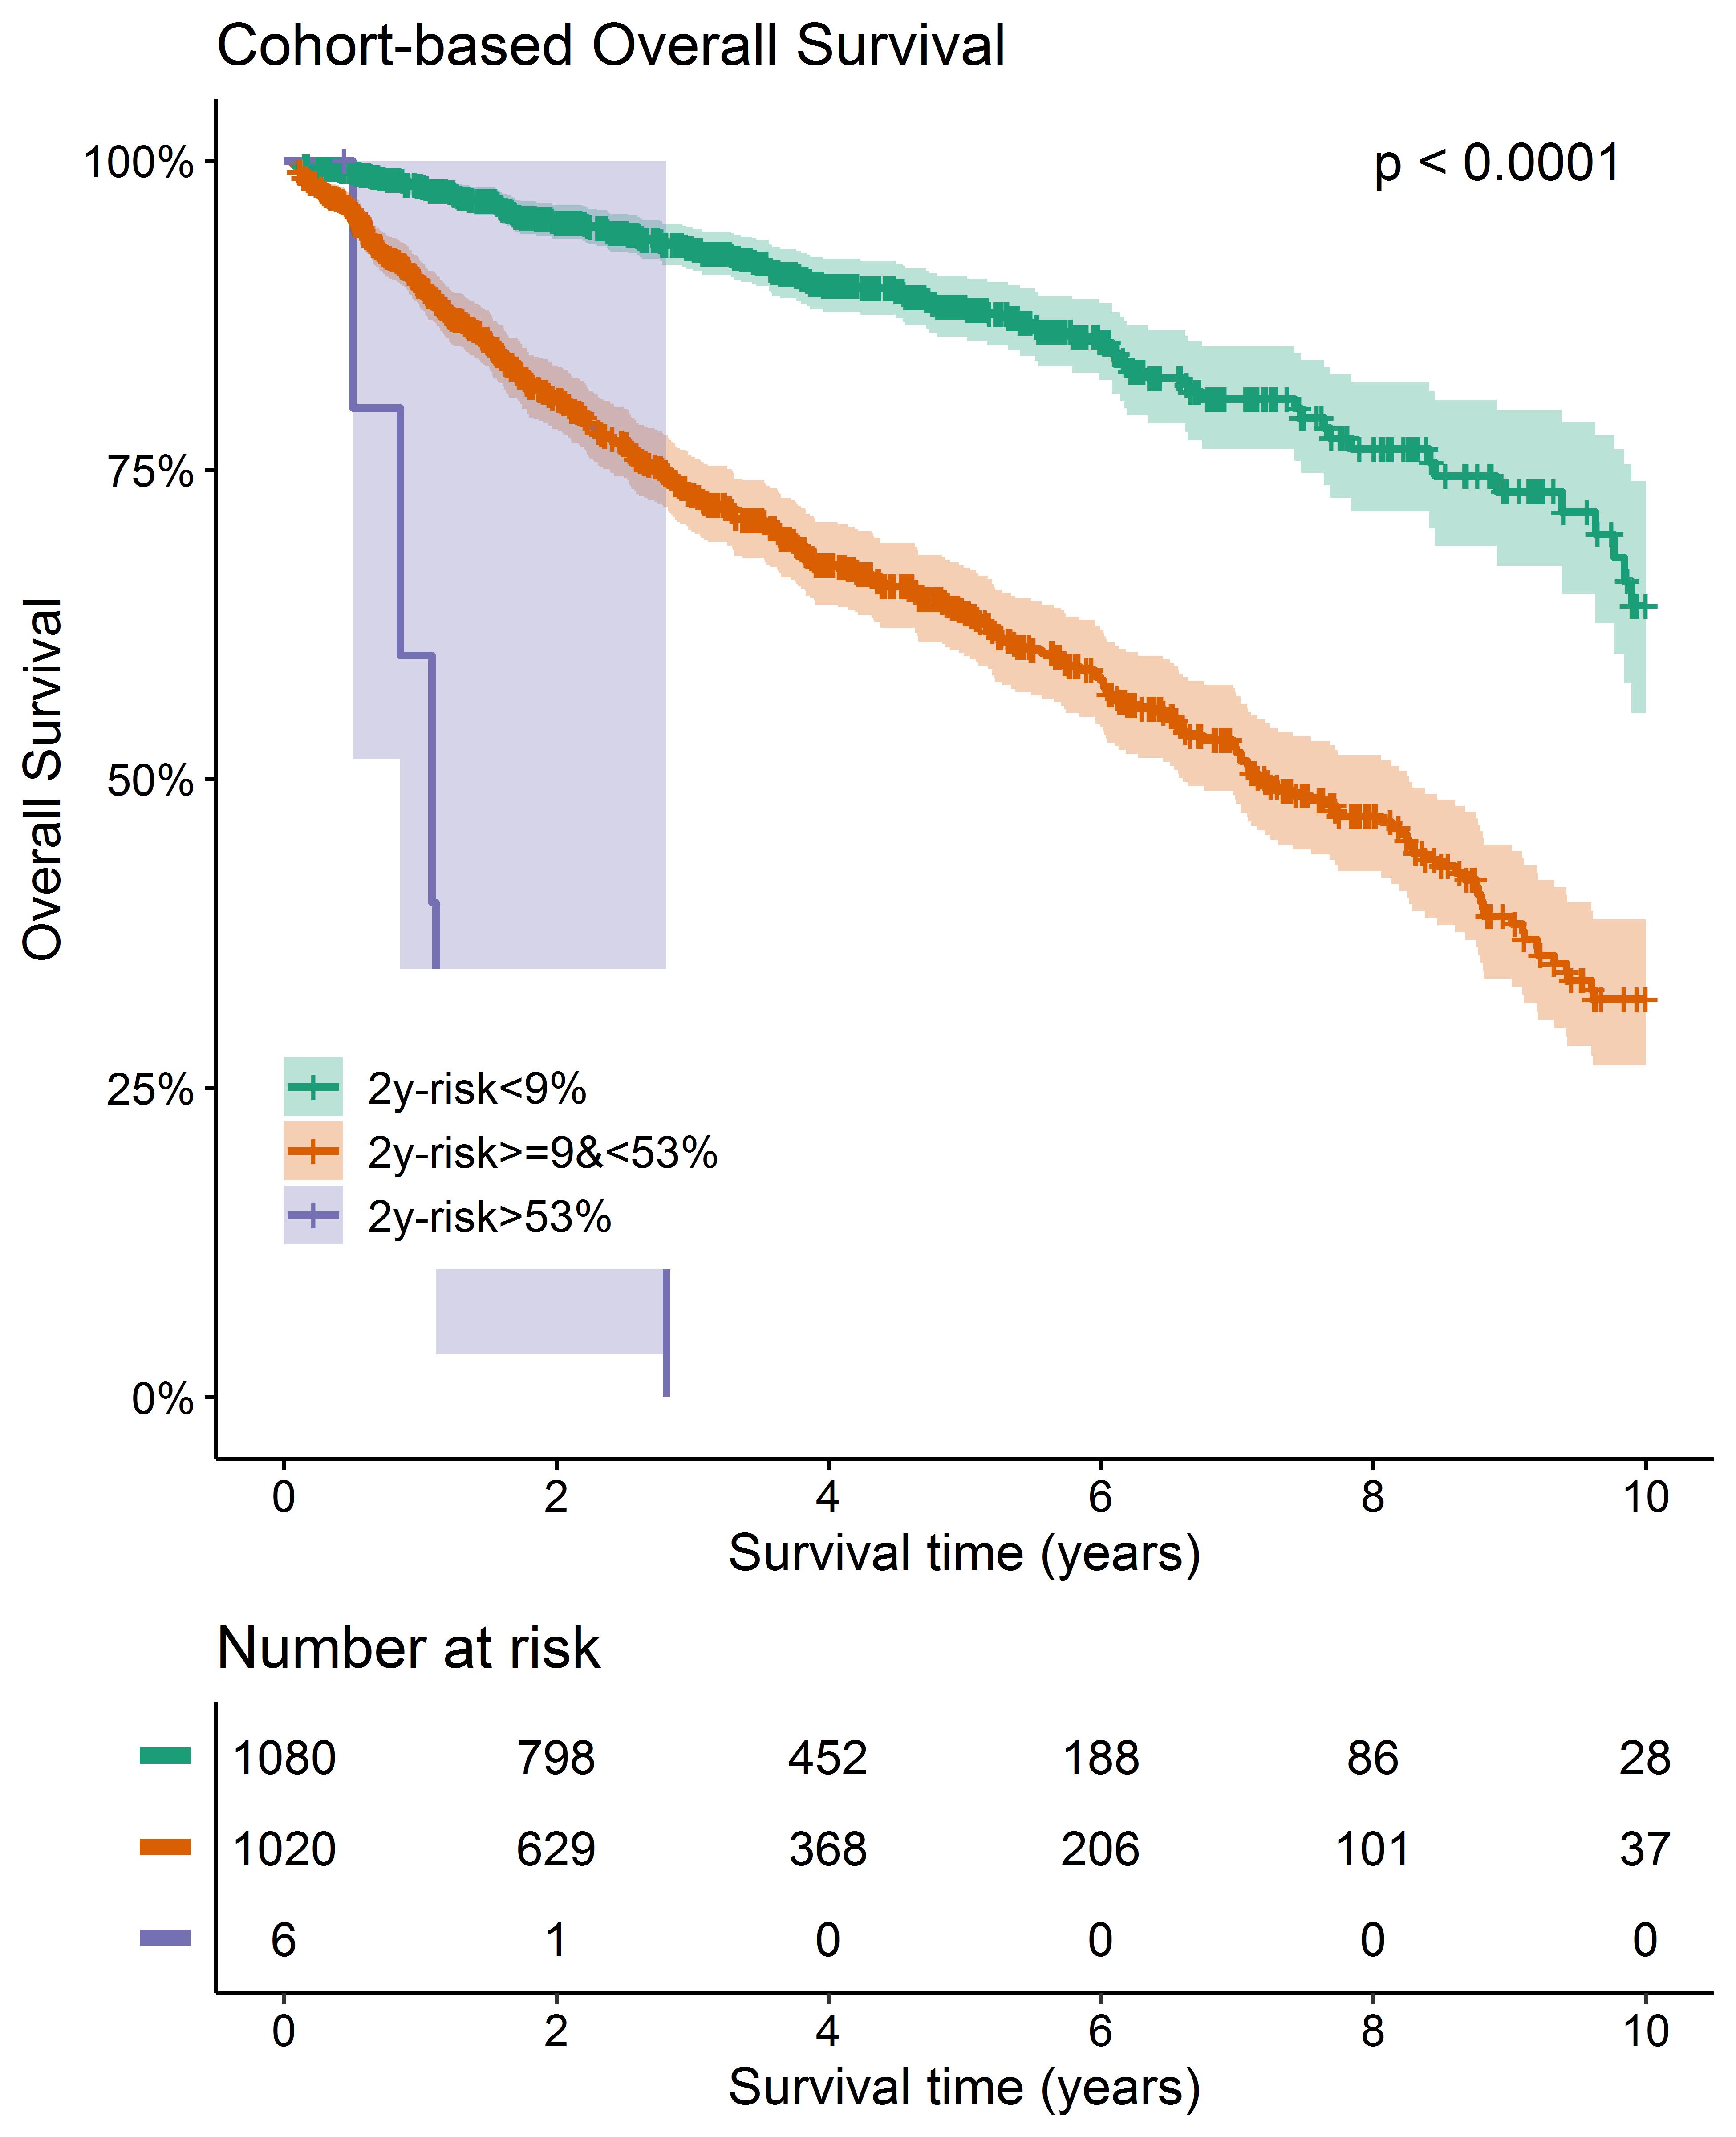 Cohort-based Overall Survival
p < 0.0001
100%
75%
50%
25%
0%
Overall Survival
2y-risk<9%
2y-risk>=9&<53%
2y-risk>53%
0 2 4 6 8 10
Survival time (years)
Number at risk
1080 798 452 188 86 28
1020 629 368 206 101 37
6 1 0 0 0 0
0 2 4 6 8 10
Survival time (years)